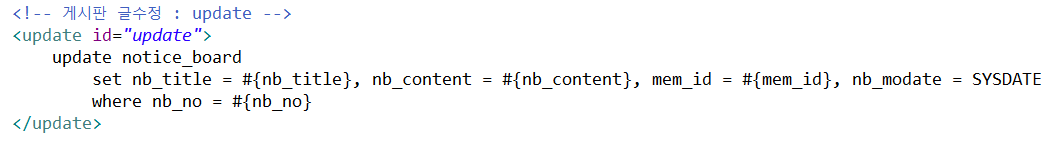 <!-- 게시판 글수정 : update -->
<update id="update">
    update notice_board
        set nb_title = #{nb_title}, nb_content = #{nb_content}, mem_id = #{mem_id}, nb_modate = SYSDATE
        where nb_no = #{nb_no}
</update>